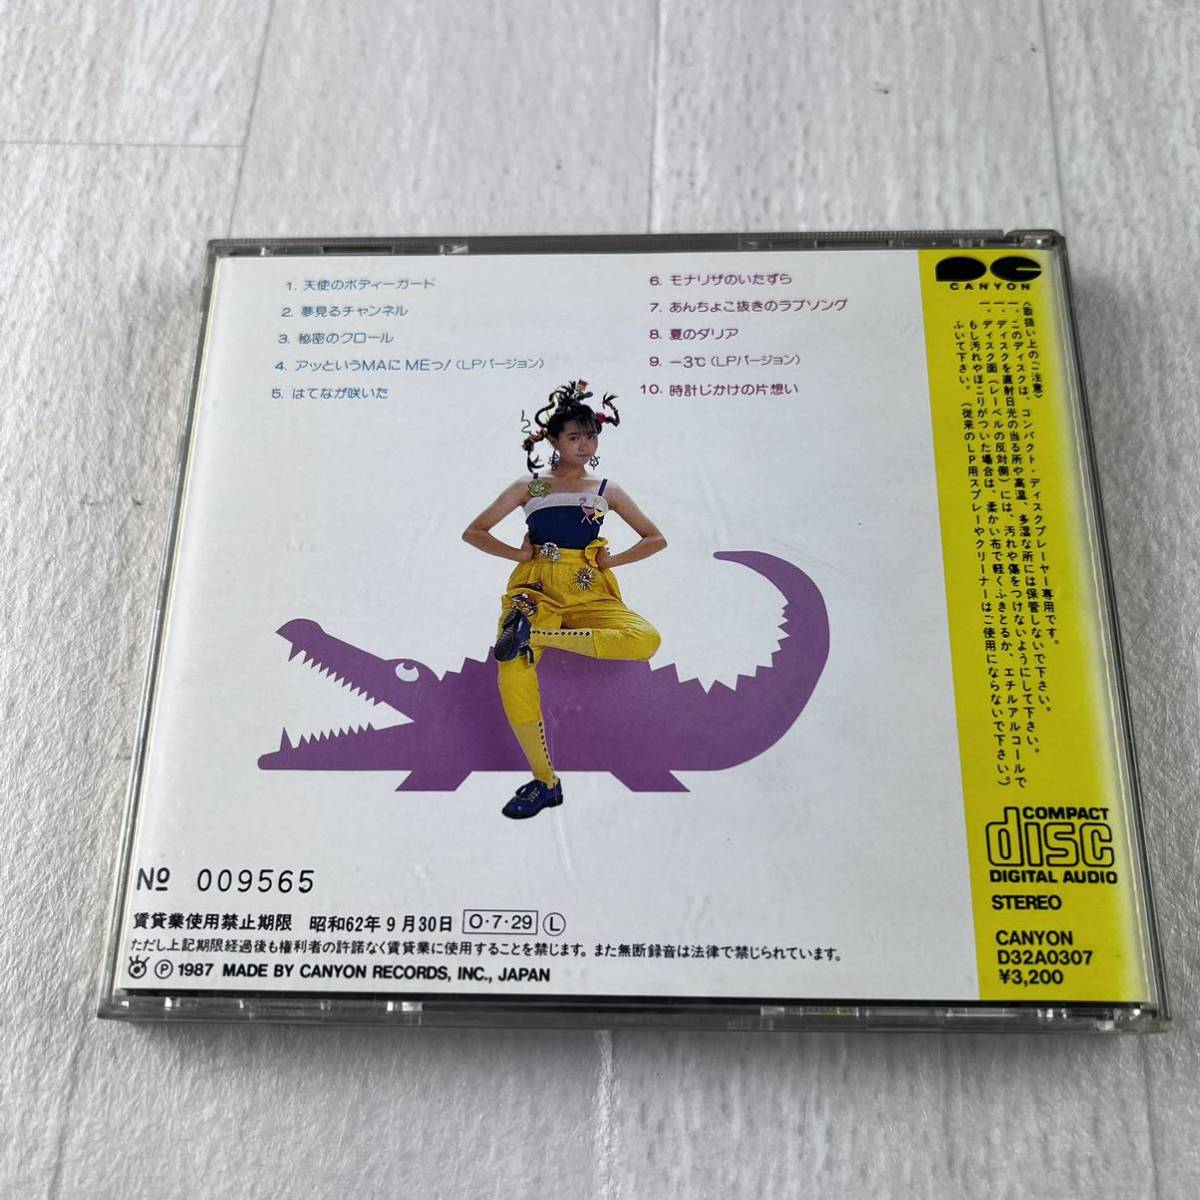 1. 天使のボディーガード
2. 夢見るチャンネル
3. 秘密のクロール
4. アッというMAに MEっ!(LPバージョン)
5. はてなが咲いた
6. モナリザのいたずら
7. あんちょこ抜きのラブソング
8. 夏のダリア
9. －3℃(LPバージョン)
10. 時計じかけの片想い
CANYON
〈取扱い上のご注意〉
一、このディスクは、コンパクト・ディスクプレーヤー専用です。
一、ディスクを直射日光の当る所や高温、多湿な所には保管しないで下さい。
一、ディスク面(レーベルの反対側)には、汚れや傷をつけないようにして下さい。
もし汚れやほこりがついた場合は、柔かい布で軽くふきとるか、エチルアルコールで
ふいて下さい。(従来のLP用スプレーやクリーナーはご使用にならないで下さい。)
COMPACT
disc
DIGITAL AUDIO
STEREO
CANYON
D32A0307
¥3,200
№ 009565
賃貸業使用禁止期限 昭和62年9月30日 O・7・29 Ⓛ
ただし上記期限経過後も権利者の許諾なく賃貸業に使用することを禁じます。また無断録音は法律で禁じられています。
Ⓟ 1987 MADE BY CANYON RECORDS, INC., JAPAN